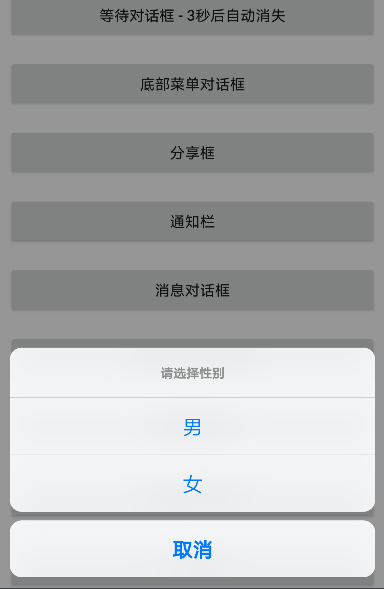 等待对话框 - 3秒后自动消失
底部菜单对话框
分享框
通知栏
消息对话框
请选择性别
男
女
取消